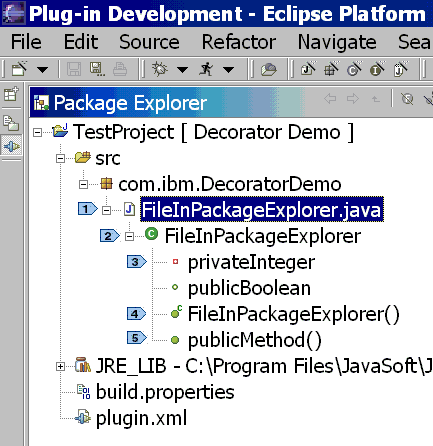 Plug-in Development - Eclipse Platform
File Edit Source Refactor Navigate Sea
Package Explorer
TestProject [ Decorator Demo ]
src
com.ibm.DecoratorDemo
1 J FileInPackageExplorer.java
2 C FileInPackageExplorer
3 privateInteger
publicBoolean
4 c FileInPackageExplorer()
5 publicMethod()
JRE_LIB - C:\Program Files\JavaSoft\J
build.properties
plugin.xml